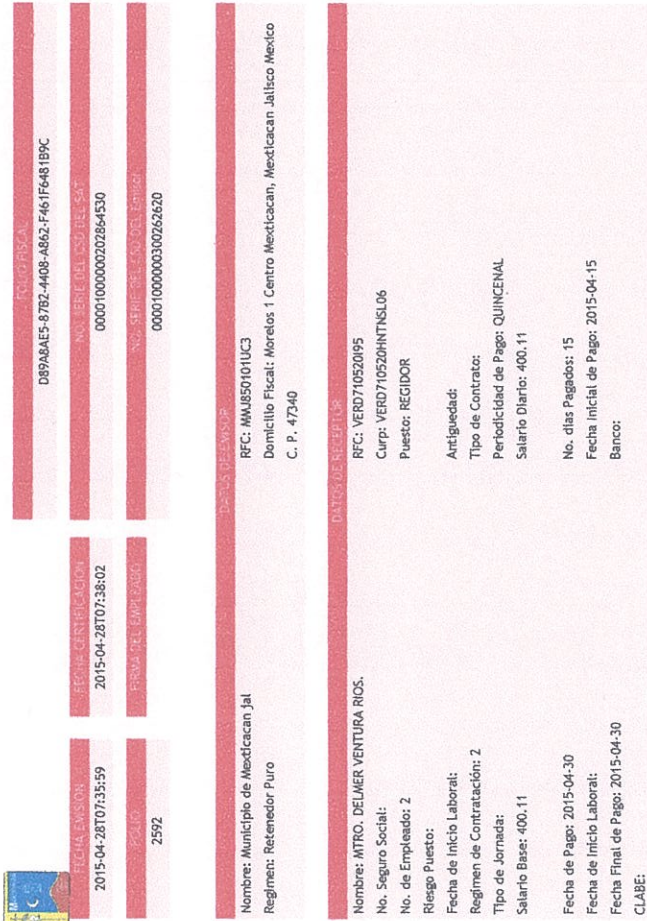 FOLIO FISCAL
D89A8AE5-87B2-4408-A862-F461F6481B9C
FECHA EMISION
FECHA CERTIFICACION
NO. SERIE DEL CSD DEL SAT
2015-04-28T07:35:59
2015-04-28T07:38:02
00001000000202864530
FOLIO
FIRMA DEL EMPLEADO
NO. SERIE DEL CSD DEL Emisor
2592
00001000000300262620
DATOS DE EMISOR
Nombre: Municipio de Mexticacan jal
RFC: MMJ850101UC3
Regimen: Retenedor Puro
Domicilio Fiscal: Morelos 1 Centro Mexticacan, Mexticacan Jalisco Mexico
C. P. 47340
DATOS DE RECEPTOR
Nombre: MTRO. DELMER VENTURA RIOS.
RFC: VERD710520I95
No. Seguro Social:
Curp: VERD710520HNTNSL06
No. de Empleado: 2
Puesto: REGIDOR
Riesgo Puesto:
Fecha de Inicio Laboral:
Antiguedad:
Regimen de Contratación: 2
Tipo de Contrato:
Tipo de Jornada:
Periodicidad de Pago: QUINCENAL
Salario Base: 400.11
Salario Diario: 400.11
Fecha de Pago: 2015-04-30
No. dias Pagados: 15
Fecha de Inicio Laboral:
Fecha Inicial de Pago: 2015-04-15
Fecha Final de Pago: 2015-04-30
Banco:
CLABE: